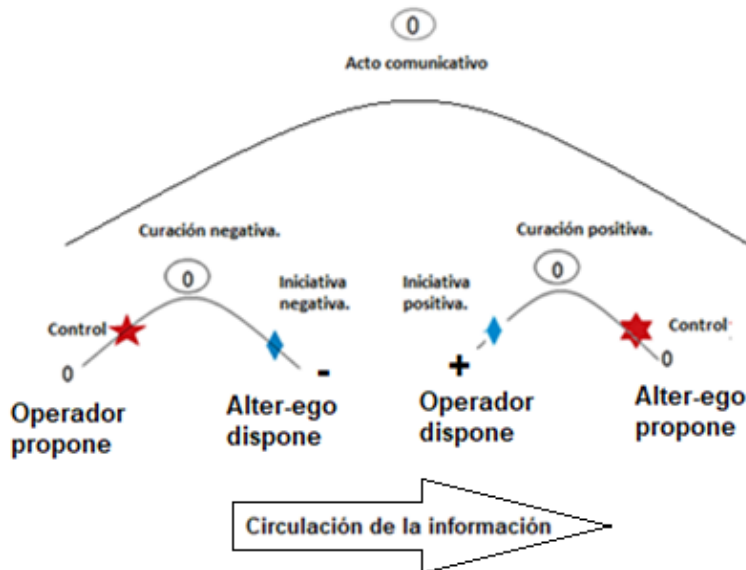 0
Acto comunicativo
Curación negativa.
Curación positiva.
0
0
Iniciativa
negativa.
Iniciativa
positiva.
Control
Control
0
-
+
0
Operador
propone
Alter-ego
dispone
Operador
dispone
Alter-ego
propone
Circulación de la información